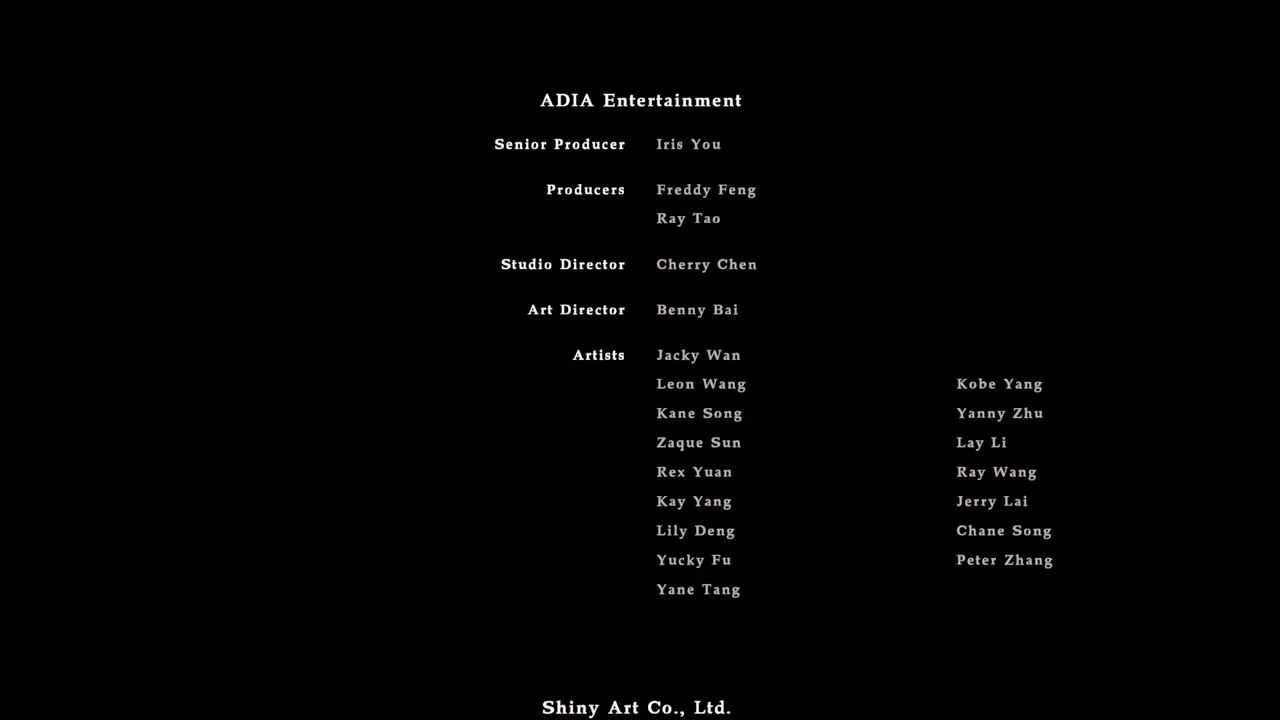 ADIA Entertainment
Senior Producer Iris You
Producers Freddy Feng
Ray Tao
Studio Director Cherry Chen
Art Director Benny Bai
Artists Jacky Wan
Leon Wang Kobe Yang
Kane Song Yanny Zhu
Zaque Sun Lay Li
Rex Yuan Ray Wang
Kay Yang Jerry Lai
Lily Deng Chane Song
Yucky Fu Peter Zhang
Yane Tang
Shiny Art Co., Ltd.